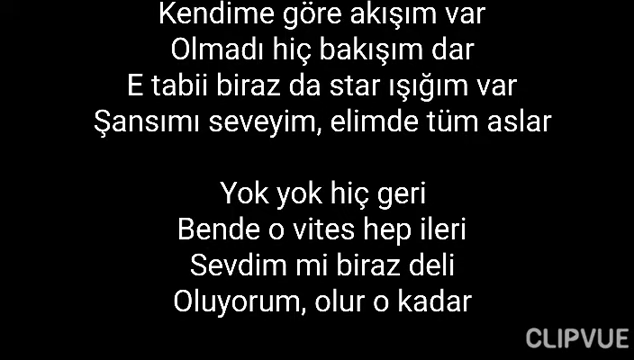 Kendime göre akışım var
Olmadı hiç bakışım dar
E tabii biraz da star ışığım var
Şansımı seveyim, elimde tüm aslar
Yok yok hiç geri
Bende o vites hep ileri
Sevdim mi biraz deli
Oluyorum, olur o kadar
CLIPVUE